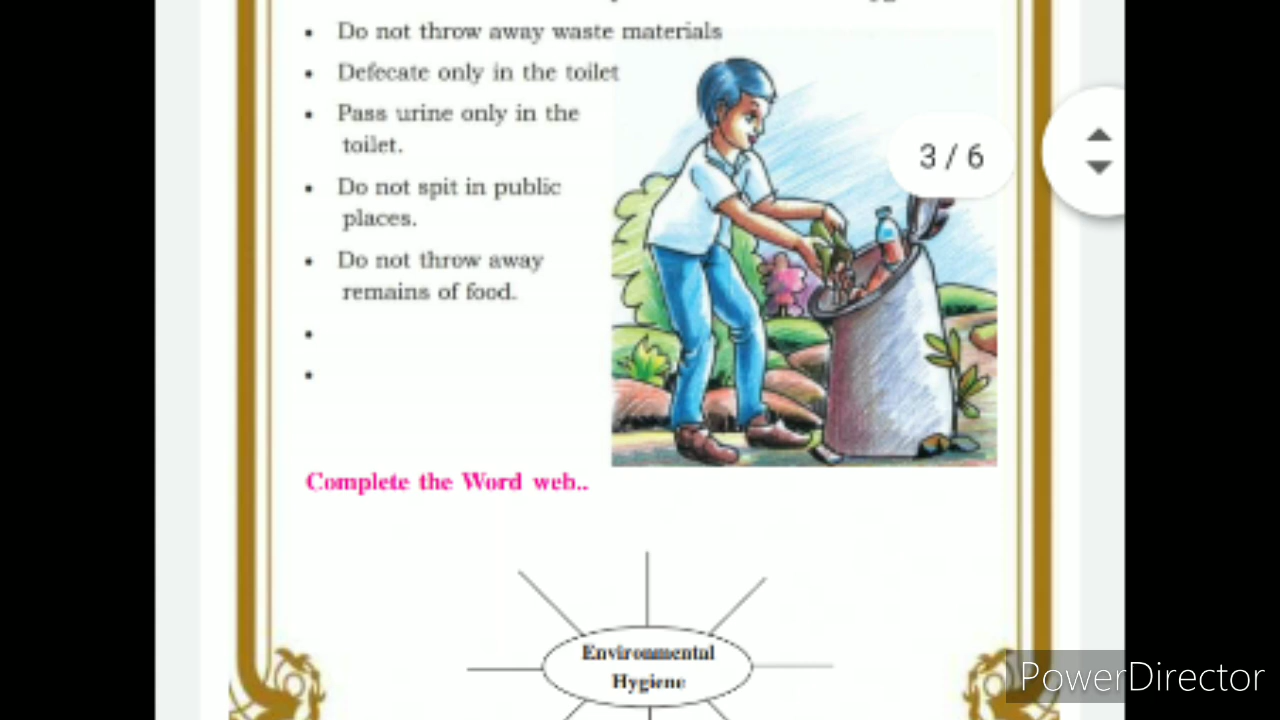 • Do not throw away waste materials
• Defecate only in the toilet
• Pass urine only in the
toilet.
• Do not spit in public
places.
• Do not throw away
remains of food.
•
•
3 / 6
Complete the Word web..
Environmental
Hygiene
PowerDirector